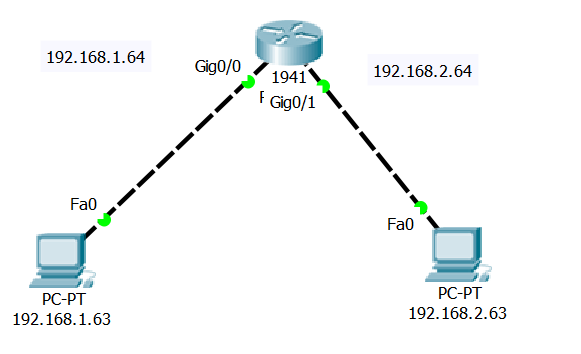 192.168.1.64
Gig0/0
192.168.2.64
1941
Gig0/1
Fa0
Fa0
PC-PT
192.168.1.63
PC-PT
192.168.2.63